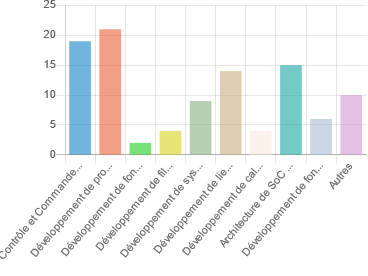 25
20
15
10
5
0
Contrôle et Commande...
Développement de pro...
Développement de fon...
Développement de fil...
Développement de sys...
Développement de lie...
Développement de cal...
Architecture de SoC ...
Développement de fon...
Autres